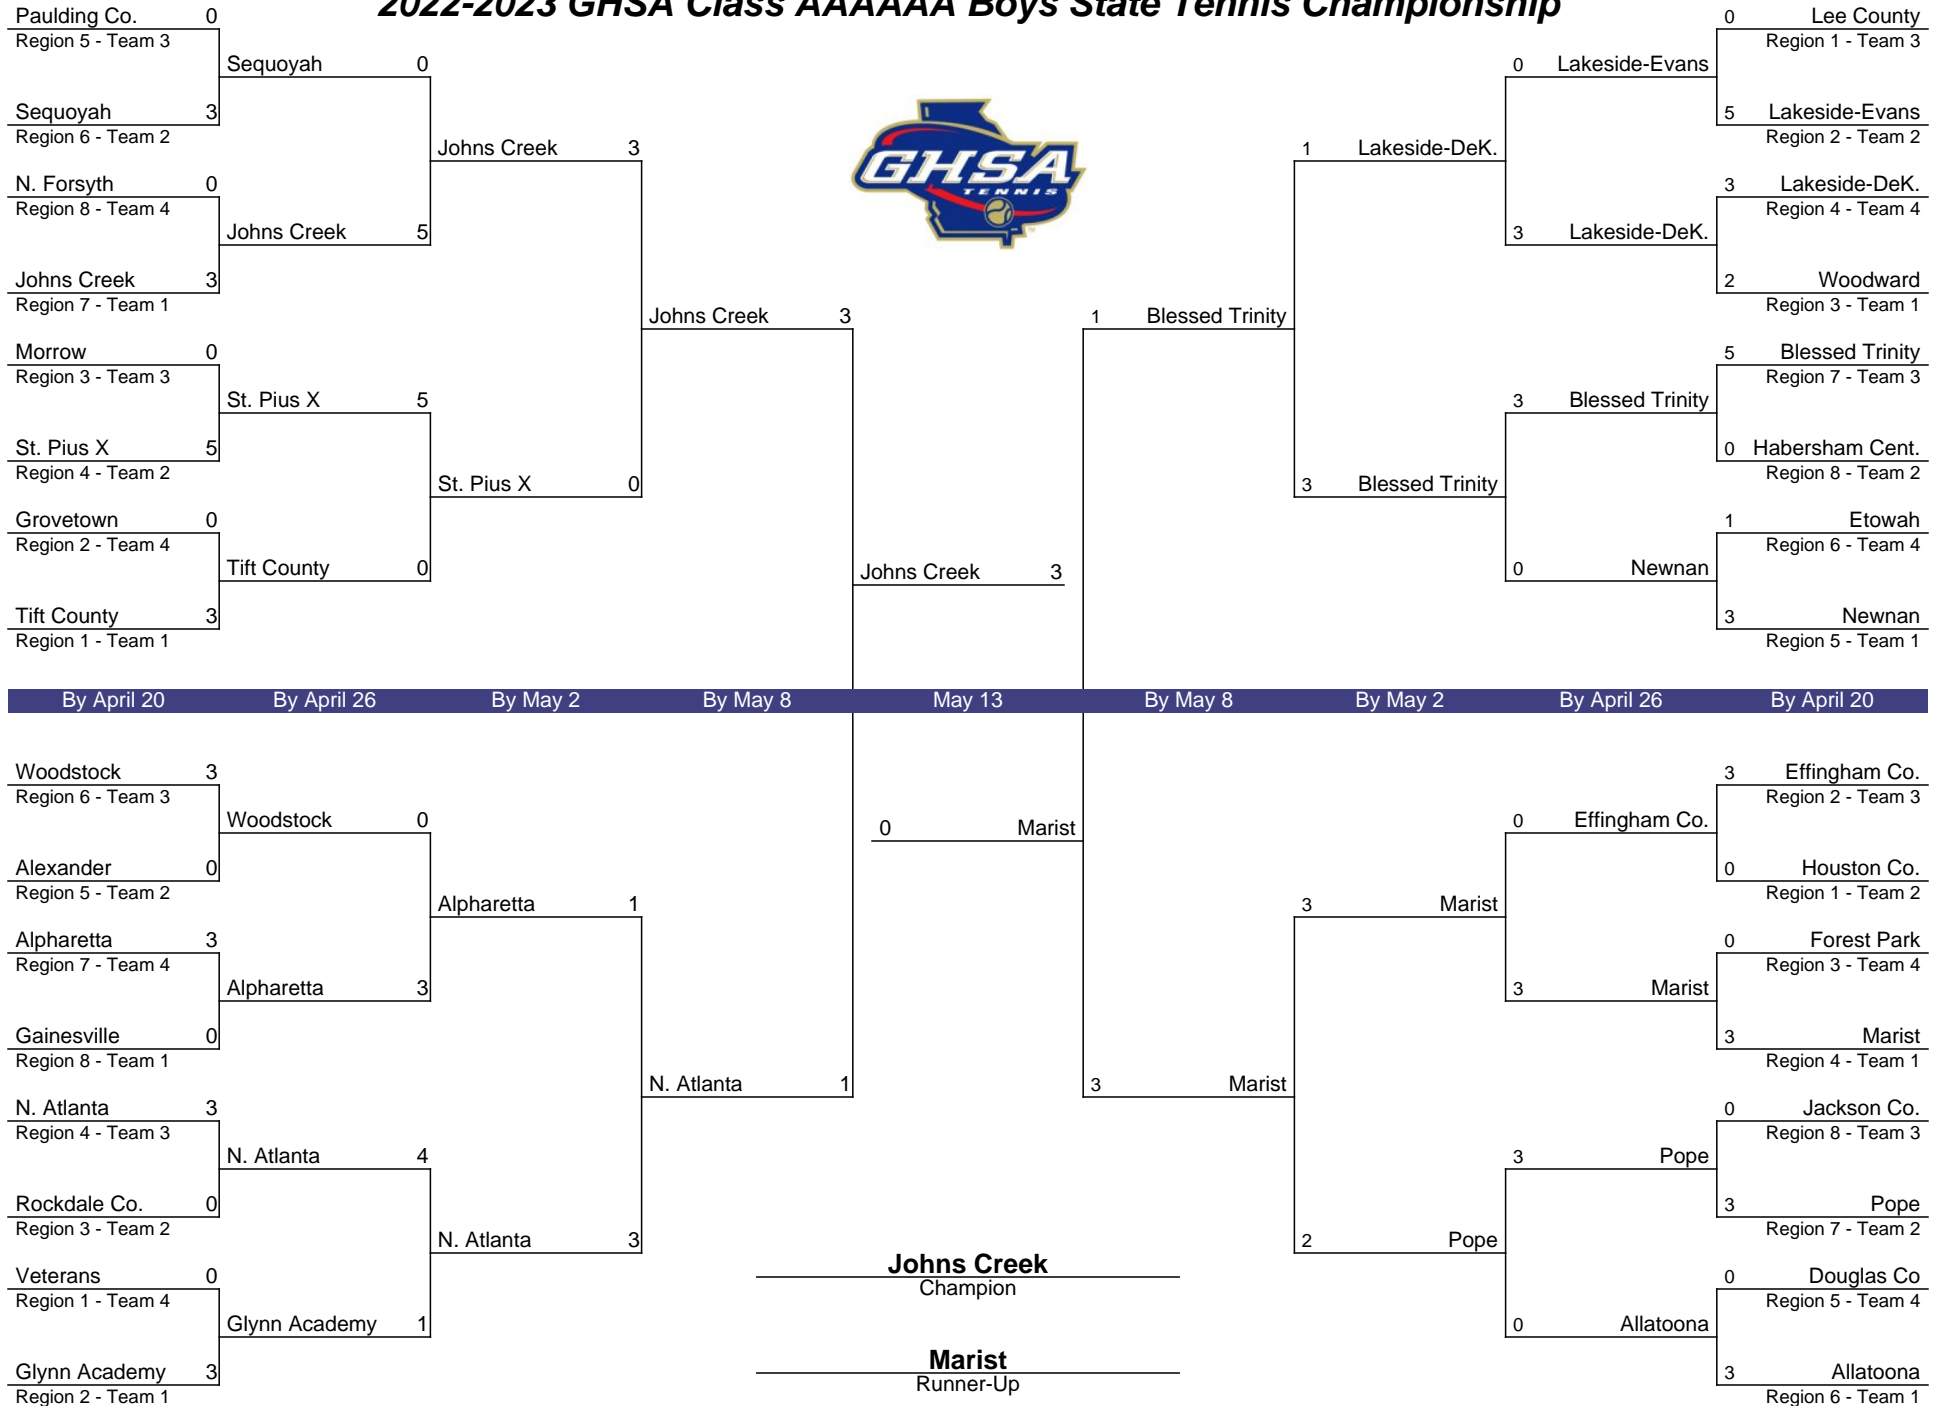 2022-2023 GHSA Class AAAAAA Boys State Tennis Championship
Paulding Co. 0
Region 5 - Team 3
Sequoyah 0
Sequoyah 3
Region 6 - Team 2
Johns Creek 3
N. Forsyth 0
Region 8 - Team 4
Johns Creek 5
Johns Creek 3
Region 7 - Team 1
Johns Creek 3
Morrow 0
Region 3 - Team 3
St. Pius X 5
St. Pius X 5
Region 4 - Team 2
St. Pius X 0
Grovetown 0
Region 2 - Team 4
Tift County 0
Tift County 3
Region 1 - Team 1
Johns Creek 3
GHSA
TENNIS
0 Lee County
Region 1 - Team 3
0 Lakeside-Evans
5 Lakeside-Evans
Region 2 - Team 2
1 Lakeside-DeK.
3 Lakeside-DeK.
Region 4 - Team 4
3 Lakeside-DeK.
2 Woodward
Region 3 - Team 1
1 Blessed Trinity
5 Blessed Trinity
Region 7 - Team 3
3 Blessed Trinity
0 Habersham Cent.
Region 8 - Team 2
3 Blessed Trinity
1 Etowah
Region 6 - Team 4
0 Newnan
3 Newnan
Region 5 - Team 1
By April 20 By April 26 By May 2 By May 8 May 13 By May 8 By May 2 By April 26 By April 20
Woodstock 3
Region 6 - Team 3
Woodstock 0
Alexander 0
Region 5 - Team 2
Alpharetta 1
Alpharetta 3
Region 7 - Team 4
Alpharetta 3
Gainesville 0
Region 8 - Team 1
N. Atlanta 1
N. Atlanta 3
Region 4 - Team 3
N. Atlanta 4
Rockdale Co. 0
Region 3 - Team 2
N. Atlanta 3
Veterans 0
Region 1 - Team 4
Glynn Academy 1
Glynn Academy 3
Region 2 - Team 1
0 Marist
3 Effingham Co.
Region 2 - Team 3
0 Effingham Co.
0 Houston Co.
Region 1 - Team 2
3 Marist
0 Forest Park
Region 3 - Team 4
3 Marist
3 Marist
Region 4 - Team 1
3 Marist
0 Jackson Co.
Region 8 - Team 3
3 Pope
3 Pope
Region 7 - Team 2
2 Pope
0 Douglas Co
Region 5 - Team 4
0 Allatoona
3 Allatoona
Region 6 - Team 1
Johns Creek
Champion
Marist
Runner-Up